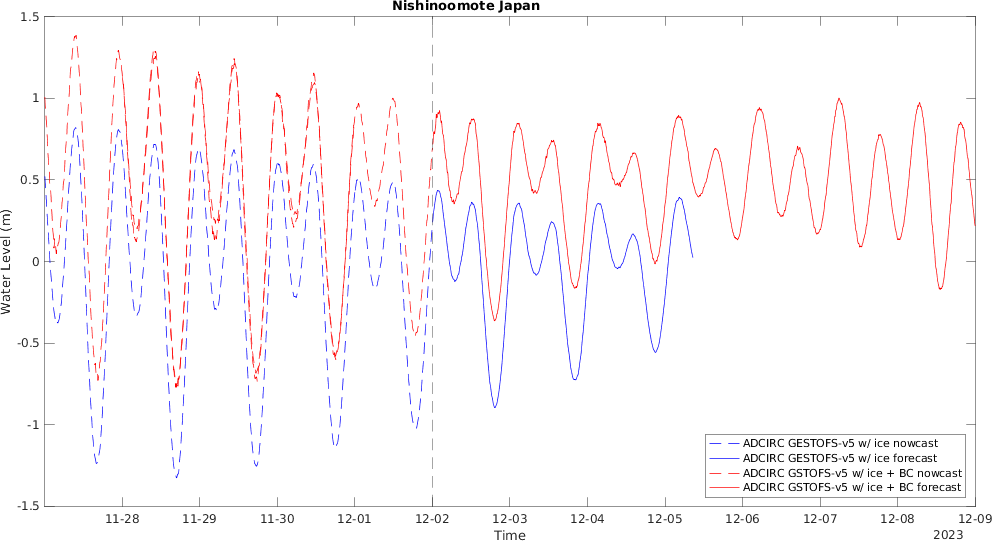 Nishinoomote Japan
1.5
1
0.5
0
-0.5
-1
-1.5
Water Level (m)
11-28 11-29 11-30 12-01 12-02 12-03 12-04 12-05 12-06 12-07 12-08 12-09
Time
2023
ADCIRC GESTOFS-v5 w/ ice nowcast
ADCIRC GESTOFS-v5 w/ ice forecast
ADCIRC GSTOFS-v5 w/ ice + BC nowcast
ADCIRC GSTOFS-v5 w/ ice + BC forecast